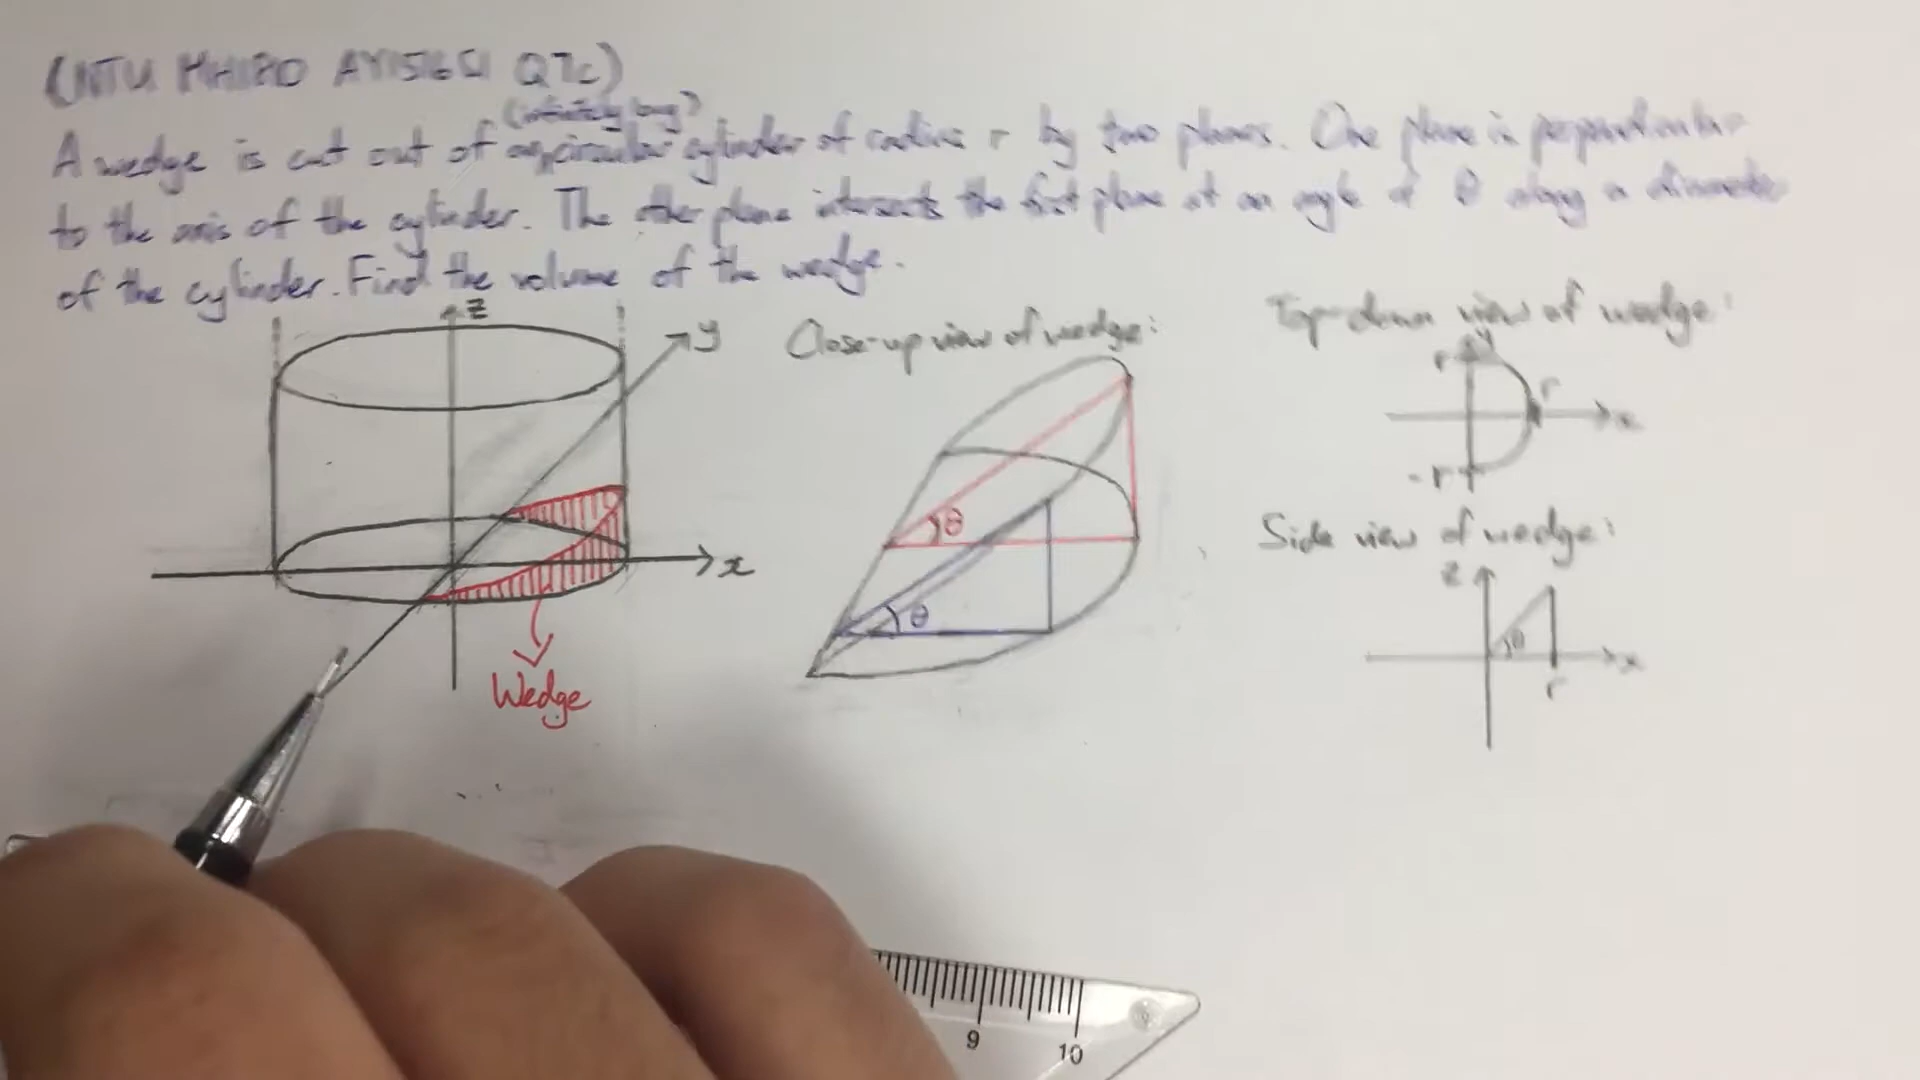 (NTU MH1810 AY1516S1 Q7c)
(infinitely long)
A wedge is cut out of a circular cylinder of radius r by two planes. One plane is perpendicular
to the axis of the cylinder. The other plane intersects the first plane at an angle of θ along a diameter
of the cylinder. Find the volume of the wedge.
z
y
x
Wedge
Close-up view of wedge:
θ
θ
Top-down view of wedge:
y
r
r
x
-r
Side view of wedge:
z
θ
x
r
9
10